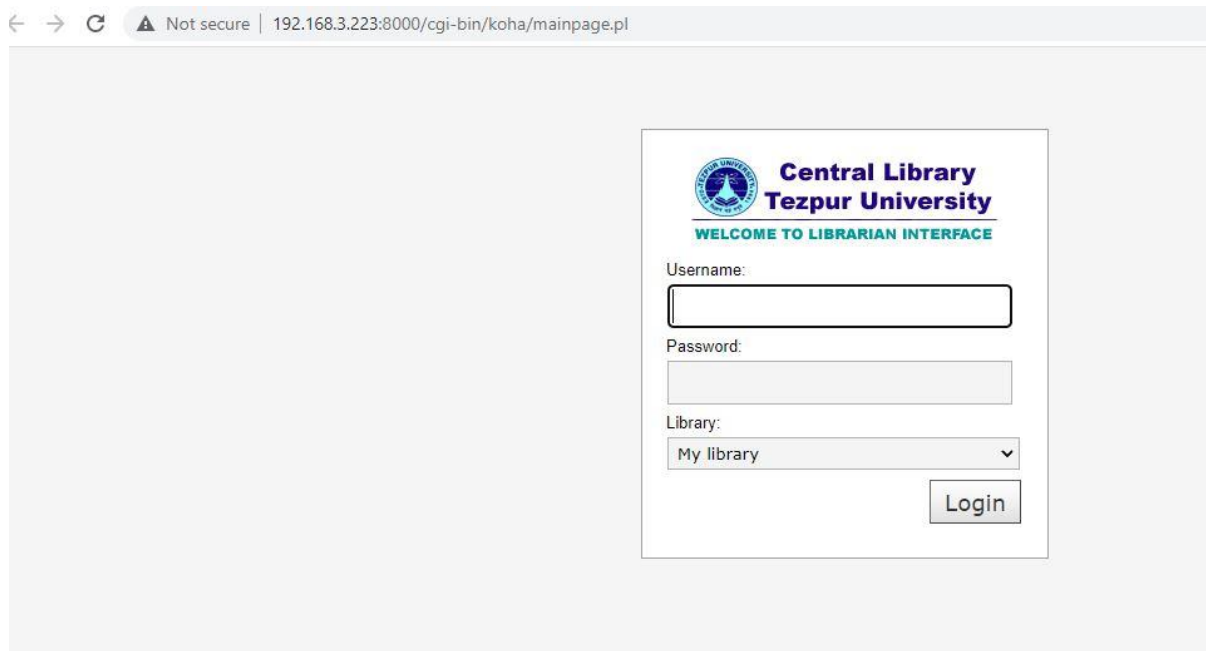 Not secure | 192.168.3.223:8000/cgi-bin/koha/mainpage.pl
Central Library
Tezpur University
WELCOME TO LIBRARIAN INTERFACE
Username:
Password:
Library:
My library
Login